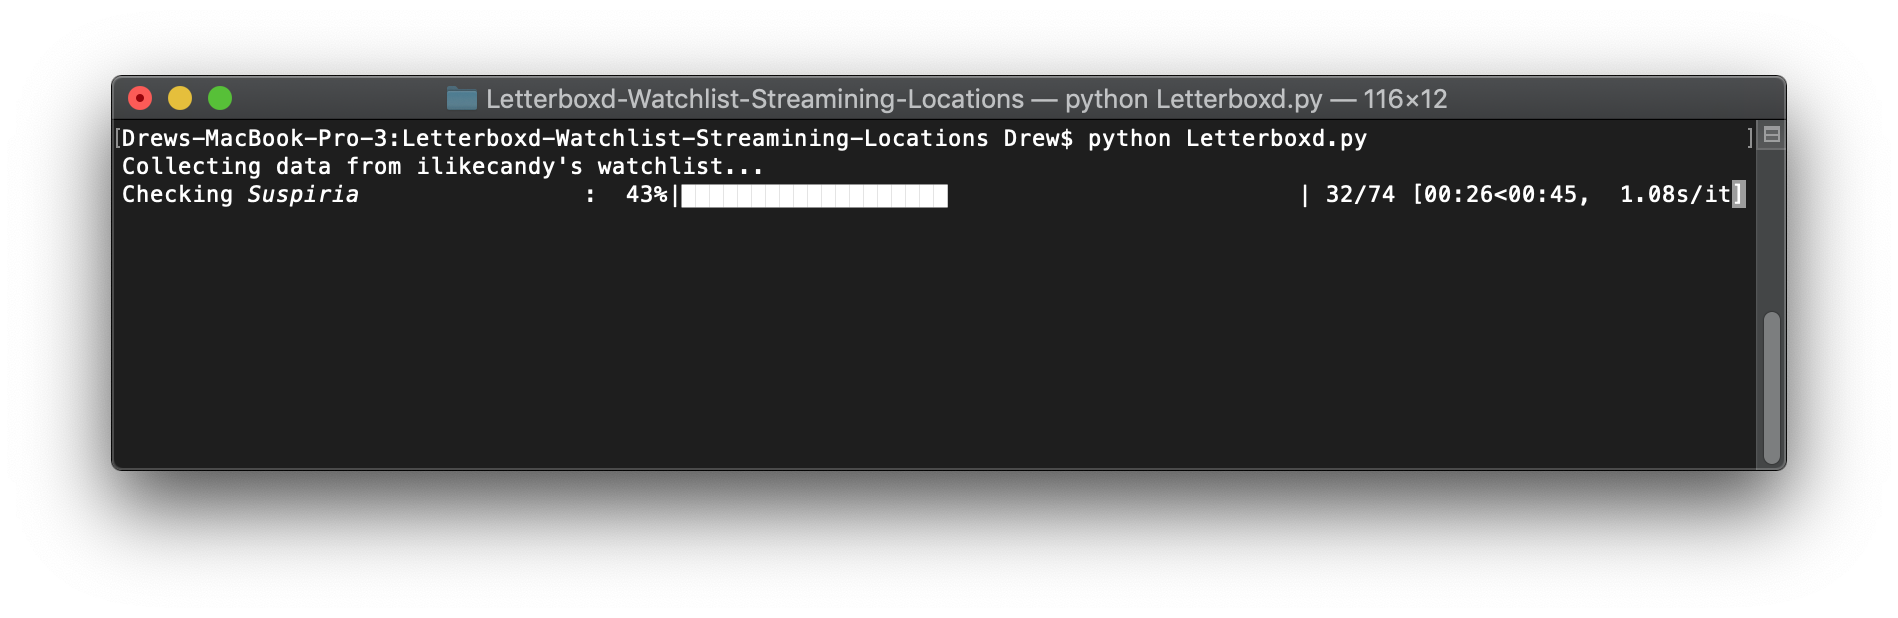 Letterboxd-Watchlist-Streamining-Locations — python Letterboxd.py — 116×12
[Drews-MacBook-Pro-3:Letterboxd-Watchlist-Streamining-Locations Drew$ python Letterboxd.py ]
Collecting data from ilikecandy's watchlist...
Checking Suspiria : 43%| | 32/74 [00:26<00:45, 1.08s/it]